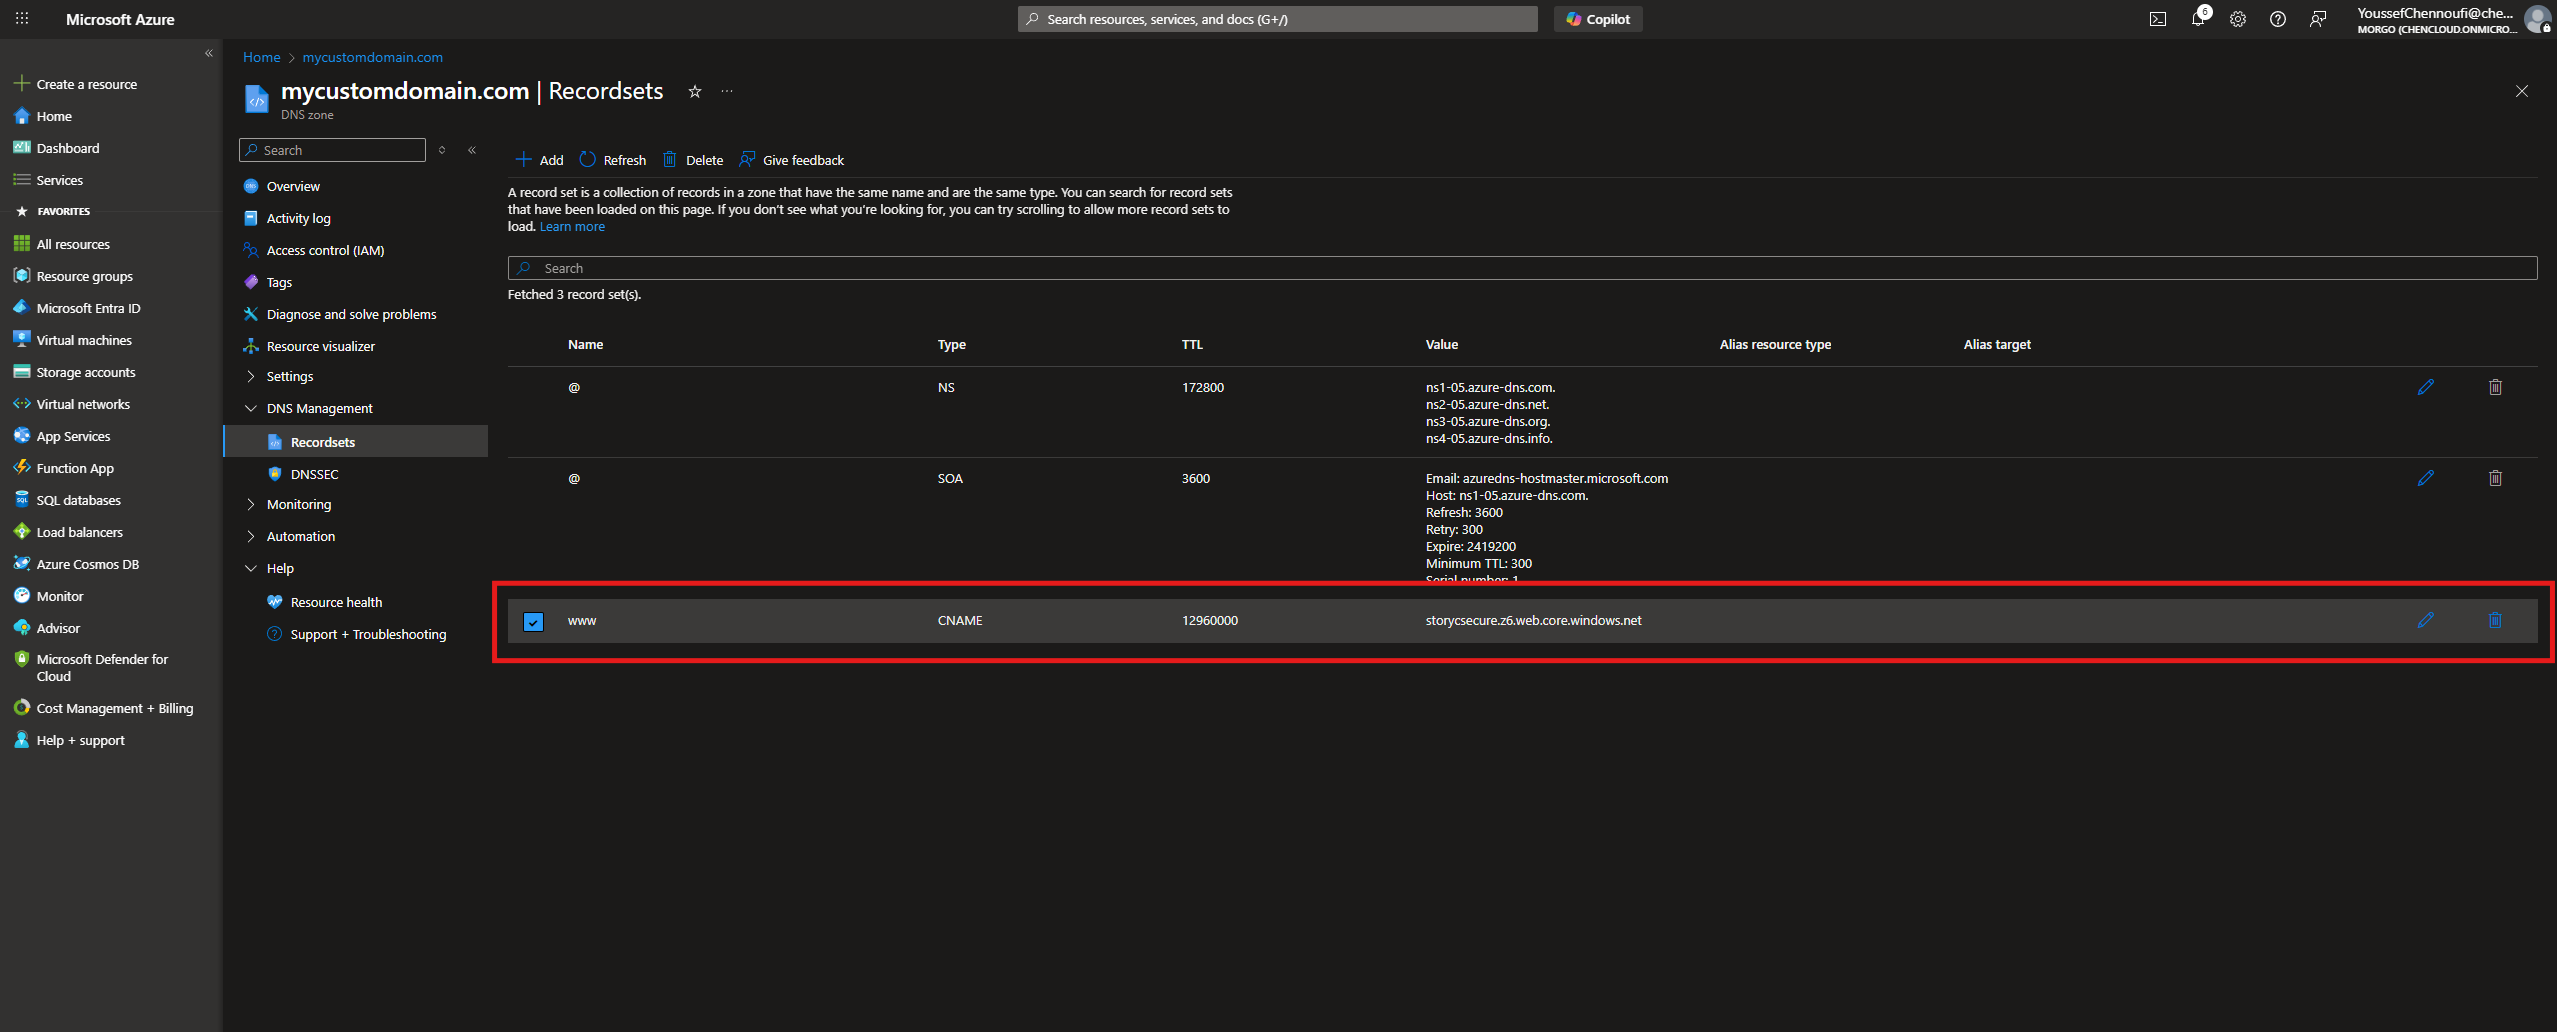 Microsoft Azure
Search resources, services, and docs (G+/)
Copilot
6
YoussefChennoufi@che...
MORGO (CHENCLOUD.ONMICRO...
Create a resource
Home
Dashboard
Services
FAVORITES
All resources
Resource groups
Microsoft Entra ID
Virtual machines
Storage accounts
Virtual networks
App Services
Function App
SQL databases
Load balancers
Azure Cosmos DB
Monitor
Advisor
Microsoft Defender for
Cloud
Cost Management + Billing
Help + support
Home > mycustomdomain.com
mycustomdomain.com | Recordsets
DNS zone
Search
Overview
Activity log
Access control (IAM)
Tags
Diagnose and solve problems
Resource visualizer
Settings
DNS Management
Recordsets
DNSSEC
Monitoring
Automation
Help
Resource health
Support + Troubleshooting
Add Refresh Delete Give feedback
A record set is a collection of records in a zone that have the same name and are the same type. You can search for record sets
that have been loaded on this page. If you don't see what you're looking for, you can try scrolling to allow more record sets to
load. Learn more
Search
Fetched 3 record set(s).
Name Type TTL Value Alias resource type Alias target
@ NS 172800 ns1-05.azure-dns.com.
ns2-05.azure-dns.net.
ns3-05.azure-dns.org.
ns4-05.azure-dns.info.
@ SOA 3600 Email: azuredns-hostmaster.microsoft.com
Host: ns1-05.azure-dns.com.
Refresh: 3600
Retry: 300
Expire: 2419200
Minimum TTL: 300
Serial number: 1
www CNAME 12960000 storycsecure.z6.web.core.windows.net